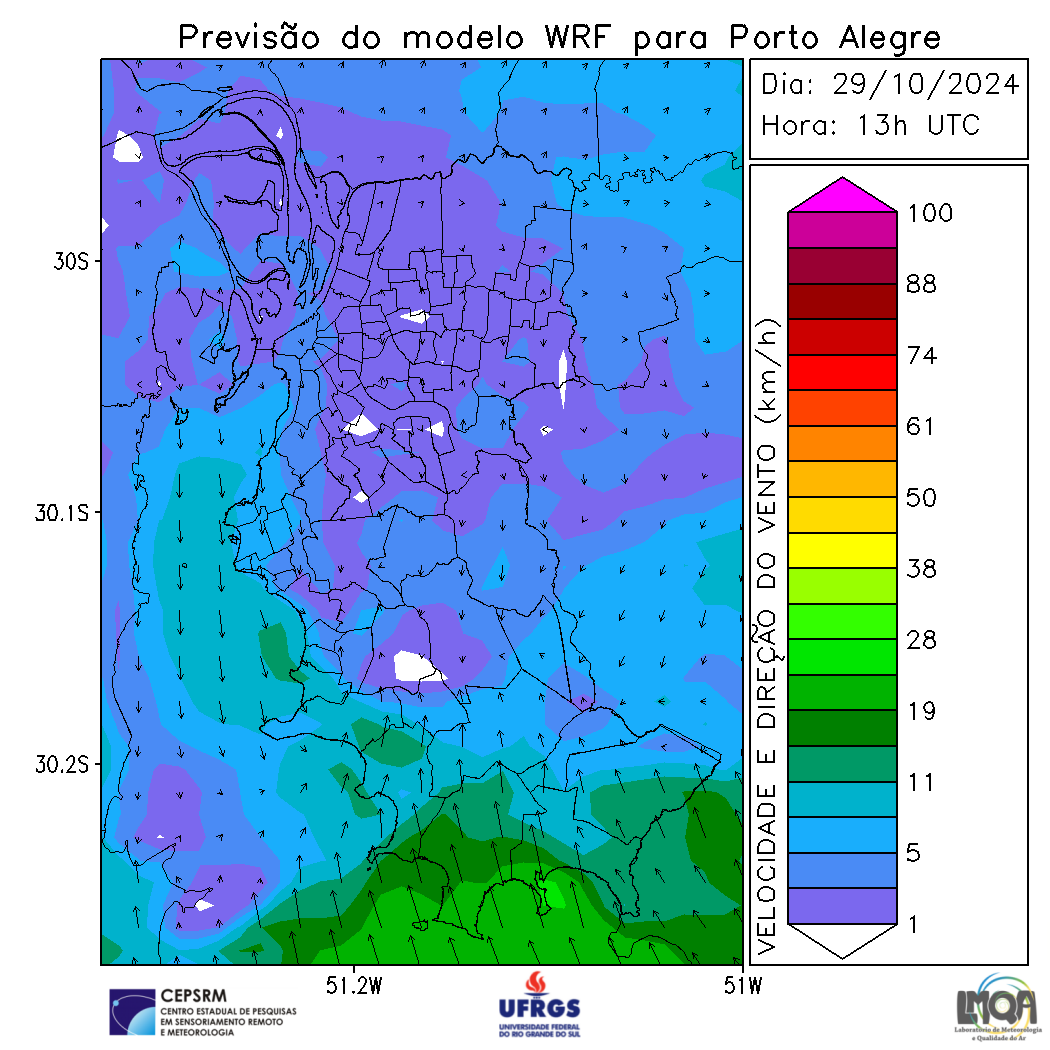 Previsão do modelo WRF para Porto Alegre
Dia: 29/10/2024
Hora: 13h UTC
30S
30.1S
30.2S
51.2W
51W
VELOCIDADE E DIREÇÃO DO VENTO (km/h)
100
88
74
61
50
38
28
19
11
5
1
CEPSRM
CENTRO ESTADUAL DE PESQUISAS
EM SENSORIAMENTO REMOTO
E METEOROLOGIA
UFRGS
UNIVERSIDADE FEDERAL
DO RIO GRANDE DO SUL
LMQA
Laboratório de Meteorologia
e Qualidade do Ar